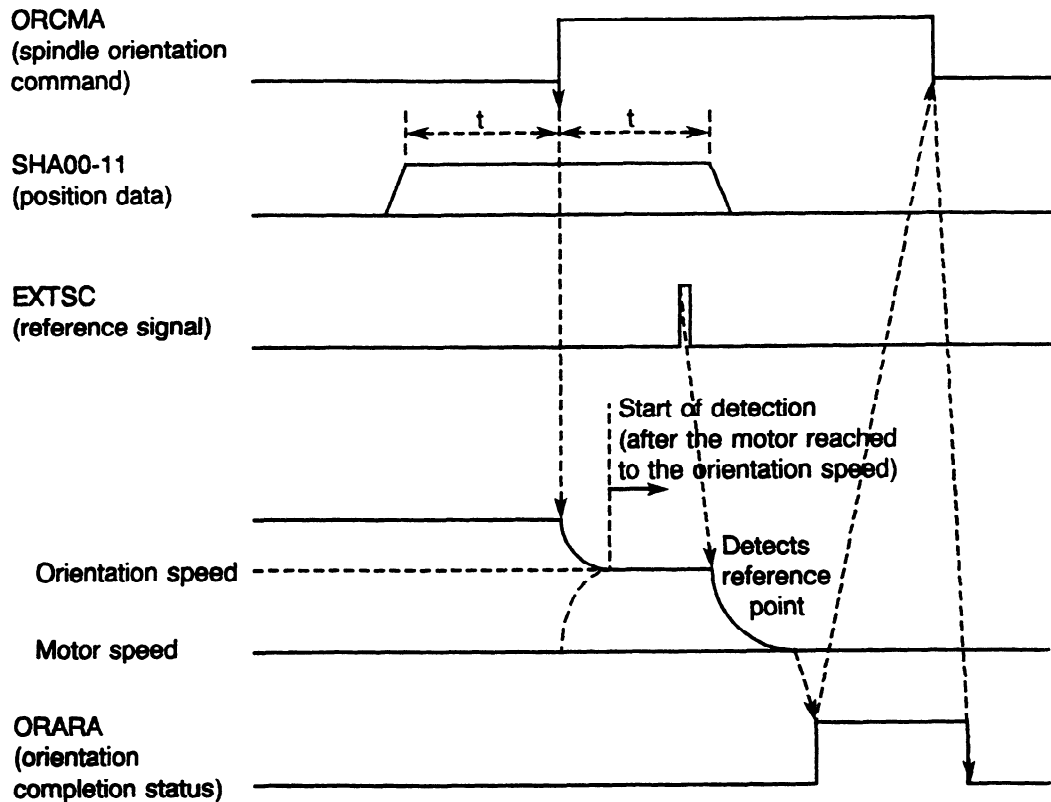 ORCMA
(spindle orientation
command)
t
t
SHA00-11
(position data)
EXTSC
(reference signal)
Start of detection
(after the motor reached
to the orientation speed)
Detects
reference
point
Orientation speed
Motor speed
ORARA
(orientation
completion status)